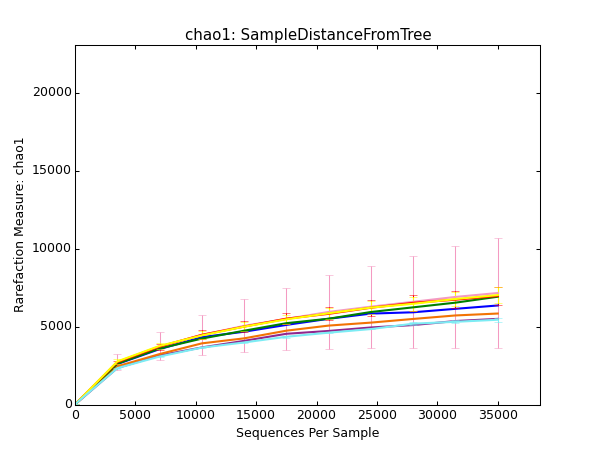 chao1: SampleDistanceFromTree
20000
15000
10000
5000
0
Rarefaction Measure: chao1
0 5000 10000 15000 20000 25000 30000 35000
Sequences Per Sample